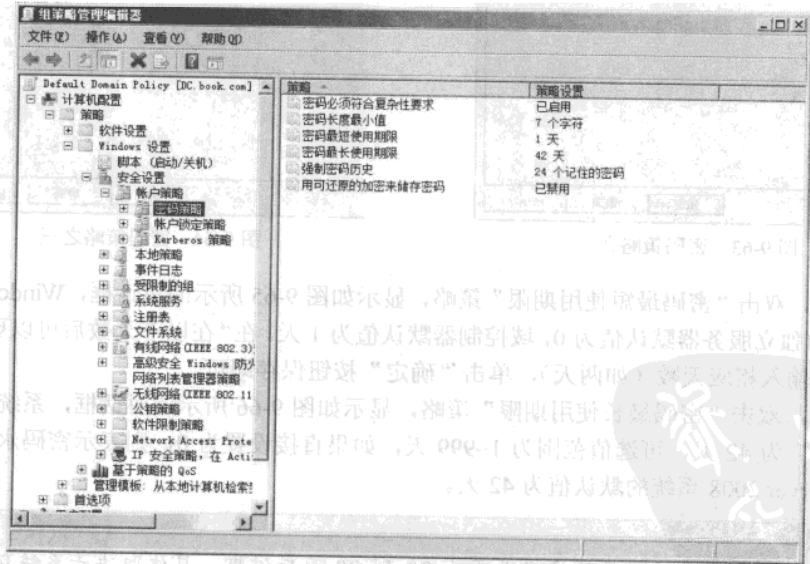 组策略管理编辑器
文件(F) 操作(A) 查看(V) 帮助(H)
Default Domain Policy [DC.book.com]
计算机配置
策略
软件设置
Windows 设置
脚本 (启动/关机)
安全设置
帐户策略
密码策略
帐户锁定策略
Kerberos 策略
本地策略
事件日志
受限制的组
系统服务
注册表
文件系统
有线网络(IEEE 802.3)
高级安全 Windows 防火
网络列表管理器策略
无线网络(IEEE 802.11
公钥策略
软件限制策略
Network Access Prote
IP 安全策略,在 Acti
基于策略的 QoS
管理模板: 从本地计算机检索
首选项
策略 策略设置
密码必须符合复杂性要求 已启用
密码长度最小值 7 个字符
密码最短使用期限 1 天
密码最长使用期限 42 天
强制密码历史 24 个记住的密码
用可还原的加密来储存密码 已禁用